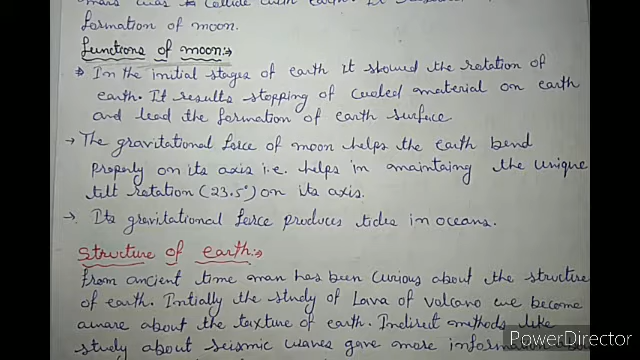 mars was to collide with earth. It
formation of moon.
functions of moon:→
→ In the initial stages of earth it slowed the rotation of
earth. It results stopping of cooled material on earth
and lead the formation of earth surface
→ The gravitational force of moon helps the earth bend
properly on its axis i.e. helps in maintaing the unique
tilt rotation (23.5°) on its axis.
→ Its gravitational force produces tides in oceans.
Structure of earth:→
From ancient time man has been curious about the structure
of earth. Intially the study of Lava of volcano we become
aware about the texture of earth. Indirect methods like
study about seismic waves gave more information
PowerDirector